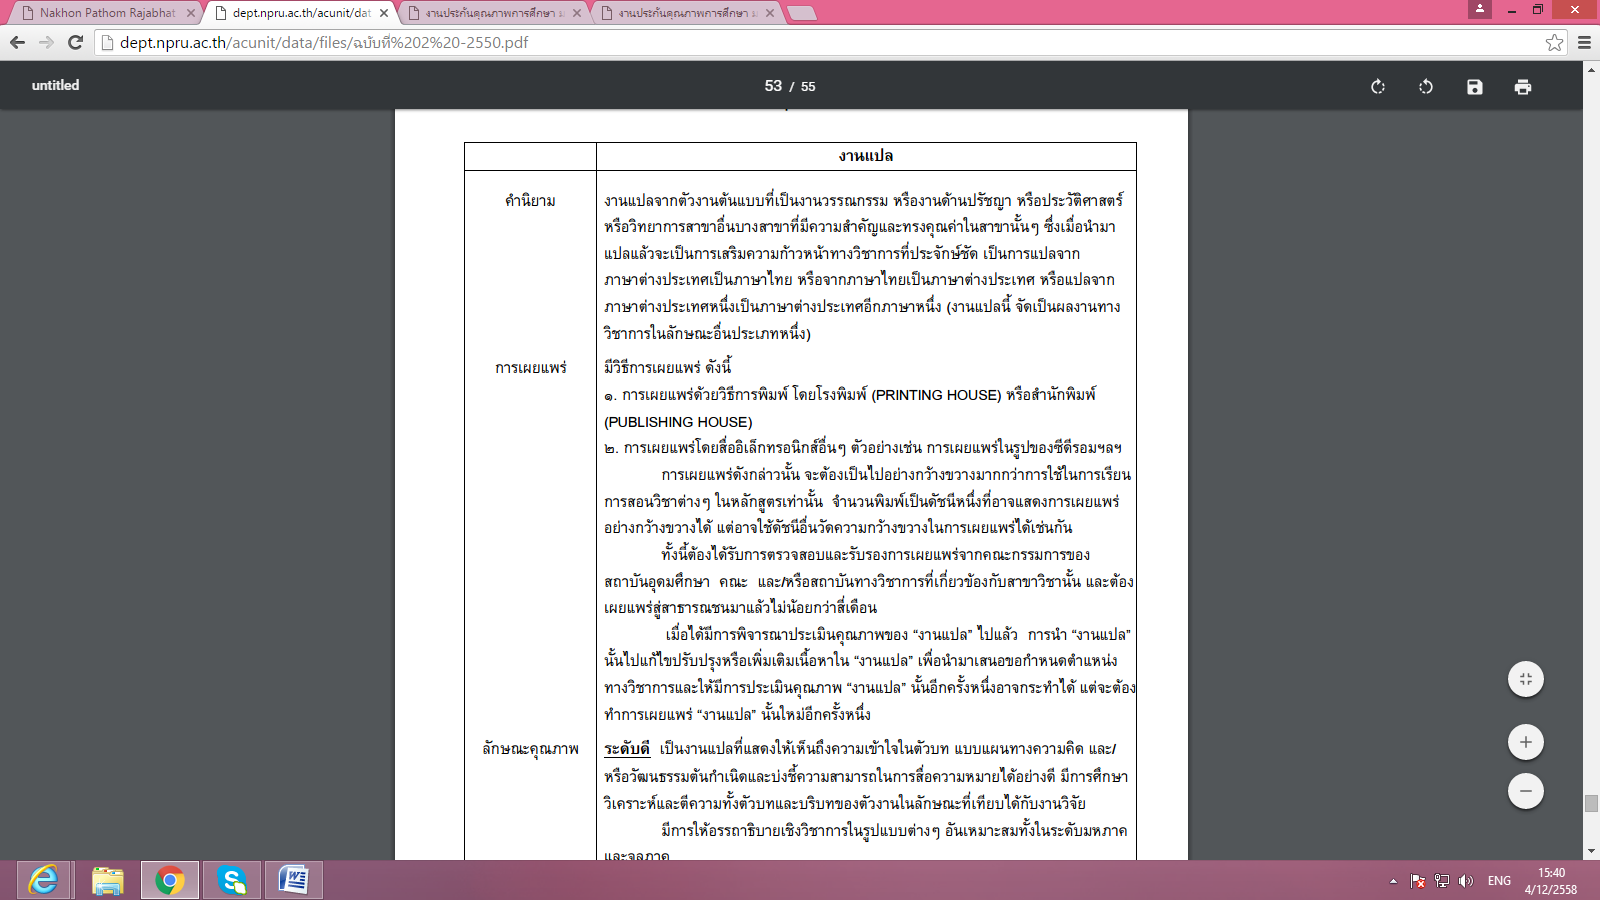 Nakhon Pathom Rajabhat
dept.npru.ac.th/acunit/dat
งานประกันคุณภาพการศึกษา ม
งานประกันคุณภาพการศึกษา ม
dept.npru.ac.th/acunit/data/files/ฉบับที่%202%20-2550.pdf
untitled
53 / 55
งานแปล
คำนิยาม
งานแปลจากตัวงานต้นแบบที่เป็นงานวรรณกรรม หรืองานด้านปรัชญา หรือประวัติศาสตร์
หรือวิทยาการสาขาอื่นบางสาขาที่มีความสำคัญและทรงคุณค่าในสาขานั้นๆ ซึ่งเมื่อนำมา
แปลแล้วจะเป็นการเสริมความก้าวหน้าทางวิชาการที่ประจักษ์ชัด เป็นการแปลจาก
ภาษาต่างประเทศเป็นภาษาไทย หรือจากภาษาไทยเป็นภาษาต่างประเทศ หรือแปลจาก
ภาษาต่างประเทศหนึ่งเป็นภาษาต่างประเทศอีกภาษาหนึ่ง (งานแปลนี้ จัดเป็นผลงานทาง
วิชาการในลักษณะอื่นประเภทหนึ่ง)
การเผยแพร่
มีวิธีการเผยแพร่ ดังนี้
๑. การเผยแพร่ด้วยวิธีการพิมพ์ โดยโรงพิมพ์ (PRINTING HOUSE) หรือสำนักพิมพ์
(PUBLISHING HOUSE)
๒. การเผยแพร่โดยสื่ออิเล็กทรอนิกส์อื่นๆ ตัวอย่างเช่น การเผยแพร่ในรูปของซีดีรอมฯลฯ
การเผยแพร่ดังกล่าวนั้น จะต้องเป็นไปอย่างกว้างขวางมากกว่าการใช้ในการเรียน
การสอนวิชาต่างๆ ในหลักสูตรเท่านั้น จำนวนพิมพ์เป็นดัชนีหนึ่งที่อาจแสดงการเผยแพร่
อย่างกว้างขวางได้ แต่อาจใช้ดัชนีอื่นวัดความกว้างขวางในการเผยแพร่ได้เช่นกัน
ทั้งนี้ต้องได้รับการตรวจสอบและรับรองการเผยแพร่จากคณะกรรมการของ
สถาบันอุดมศึกษา คณะ และ/หรือสถาบันทางวิชาการที่เกี่ยวข้องกับสาขาวิชานั้น และต้อง
เผยแพร่สู่สาธารณชนมาแล้วไม่น้อยกว่าสี่เดือน
เมื่อได้มีการพิจารณาประเมินคุณภาพของ “งานแปล” ไปแล้ว การนำ “งานแปล”
นั้นไปแก้ไขปรับปรุงหรือเพิ่มเติมเนื้อหาใน “งานแปล” เพื่อนำมาเสนอขอกำหนดตำแหน่ง
ทางวิชาการและให้มีการประเมินคุณภาพ “งานแปล” นั้นอีกครั้งหนึ่งอาจกระทำได้ แต่จะต้อง
ทำการเผยแพร่ “งานแปล” นั้นใหม่อีกครั้งหนึ่ง
ลักษณะคุณภาพ
ระดับดี เป็นงานแปลที่แสดงให้เห็นถึงความเข้าใจในตัวบท แบบแผนทางความคิด และ/
หรือวัฒนธรรมต้นกำเนิดและบ่งชี้ความสามารถในการสื่อความหมายได้อย่างดี มีการศึกษา
วิเคราะห์และตีความทั้งตัวบทและบริบทของตัวงานในลักษณะที่เทียบได้กับงานวิจัย
มีการให้อรรถาธิบายเชิงวิชาการในรูปแบบต่างๆ อันเหมาะสมทั้งในระดับมหภาค
และจุลภาค
ENG
15:40
4/12/2558